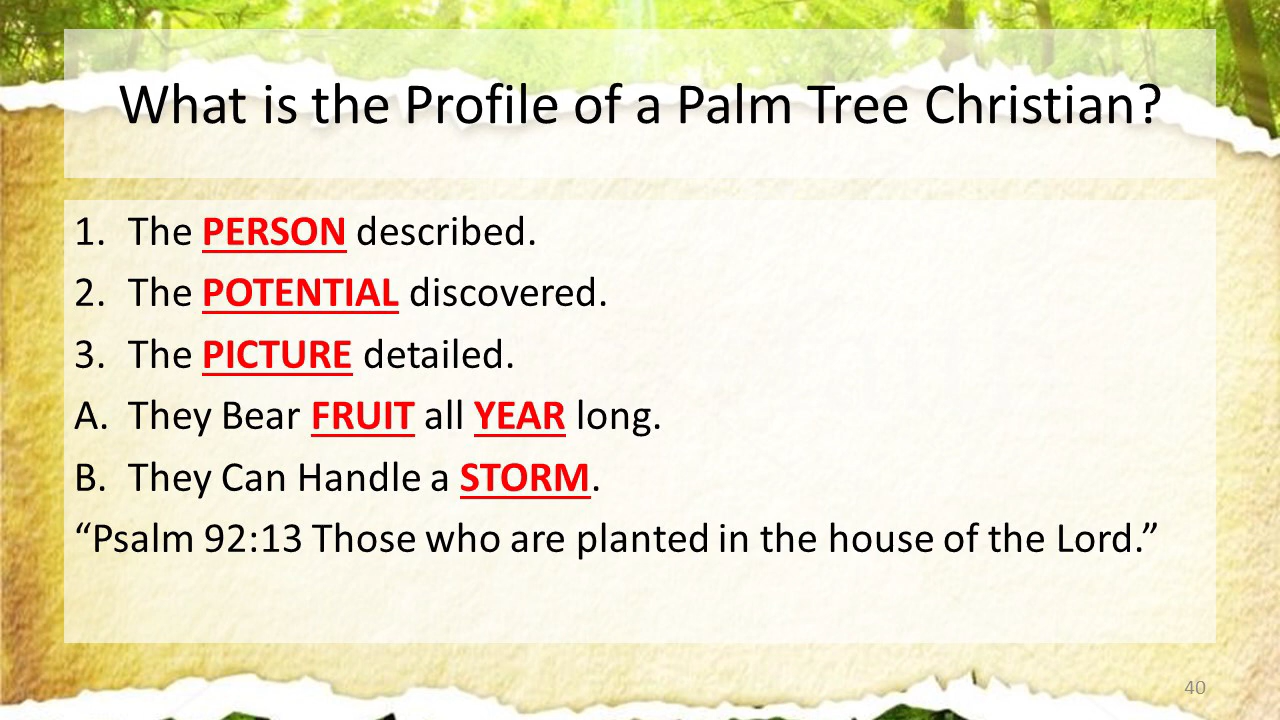 What is the Profile of a Palm Tree Christian?
1. The PERSON described.
2. The POTENTIAL discovered.
3. The PICTURE detailed.
A. They Bear FRUIT all YEAR long.
B. They Can Handle a STORM.
“Psalm 92:13 Those who are planted in the house of the Lord.”
40